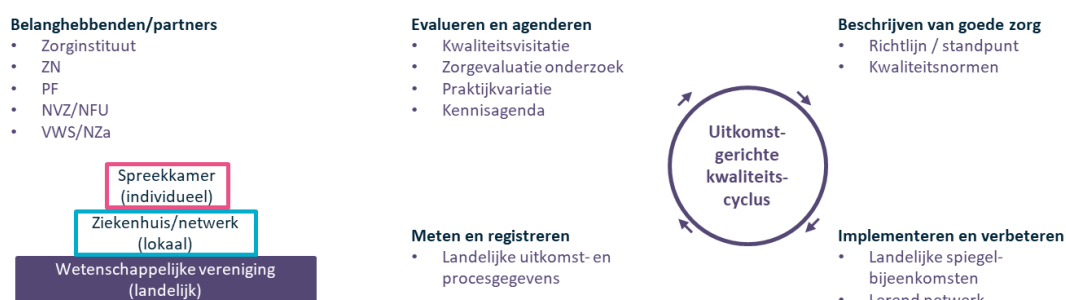 Belanghebbenden/partners
• Zorginstituut
• ZN
• PF
• NVZ/NFU
• VWS/NZa
Spreekkamer
(individueel)
Ziekenhuis/netwerk
(lokaal)
Wetenschappelijke vereniging
(landelijk)
Evalueren en agenderen
• Kwaliteitsvisitatie
• Zorgevaluatie onderzoek
• Praktijkvariatie
• Kennisagenda
Beschrijven van goede zorg
• Richtlijn / standpunt
• Kwaliteitsnormen
Uitkomst-
gerichte
kwaliteits-
cyclus
Meten en registreren
• Landelijke uitkomst- en
procesgegevens
Implementeren en verbeteren
• Landelijke spiegel-
bijeenkomsten
• Lerend netwerk